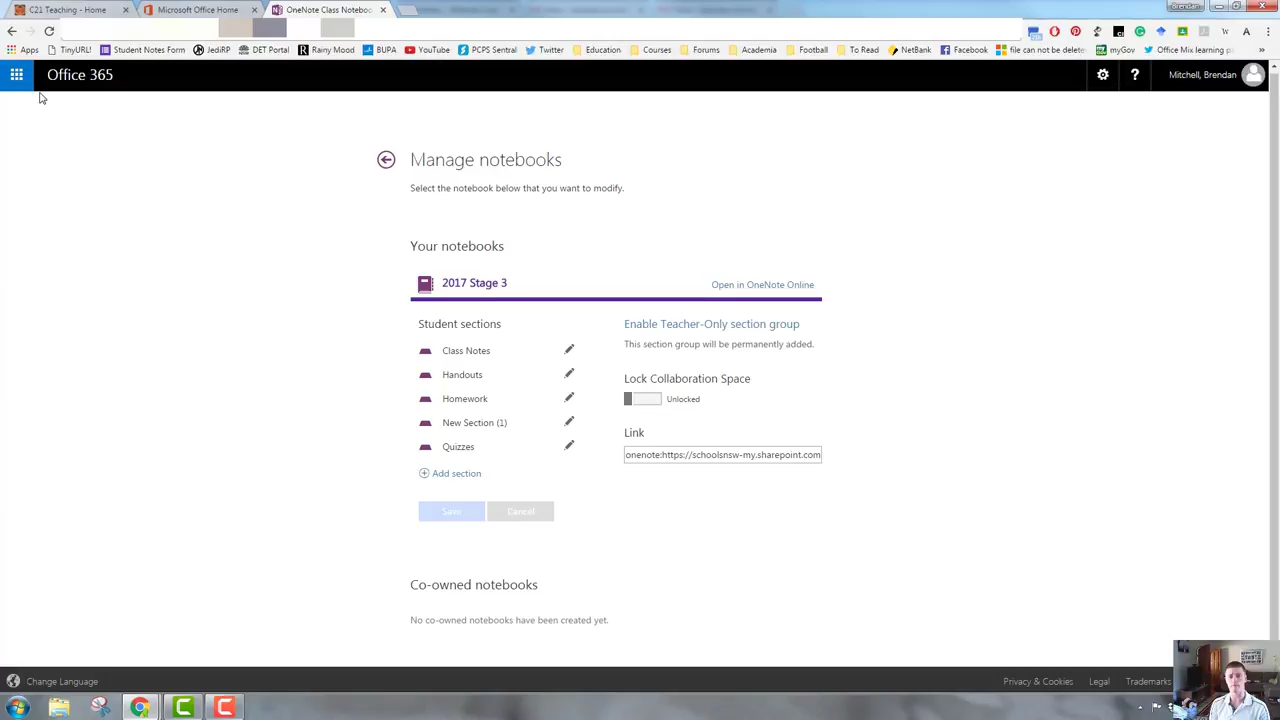 C21 Teaching - Home
Microsoft Office Home
OneNote Class Notebo
Brendan
Apps
TinyURL!
Student Notes Form
JediRP
DET Portal
Rainy Mood
BUPA
YouTube
PCPS Sentral
Twitter
Education
Courses
Forums
Academia
Football
To Read
NetBank
Facebook
file can not be delete
myGov
Office Mix learning p
Office 365
?
Mitchell, Brendan
Manage notebooks
Select the notebook below that you want to modify.
Your notebooks
2017 Stage 3
Open in OneNote Online
Student sections
Enable Teacher-Only section group
This section group will be permanently added.
Class Notes
Handouts
Homework
New Section (1)
Quizzes
Add section
Lock Collaboration Space
Unlocked
Link
onenote:https://schoolsnsw-my.sharepoint.com
Save
Cancel
Co-owned notebooks
No co-owned notebooks have been created yet.
Change Language
Privacy & Cookies
Legal
Trademarks